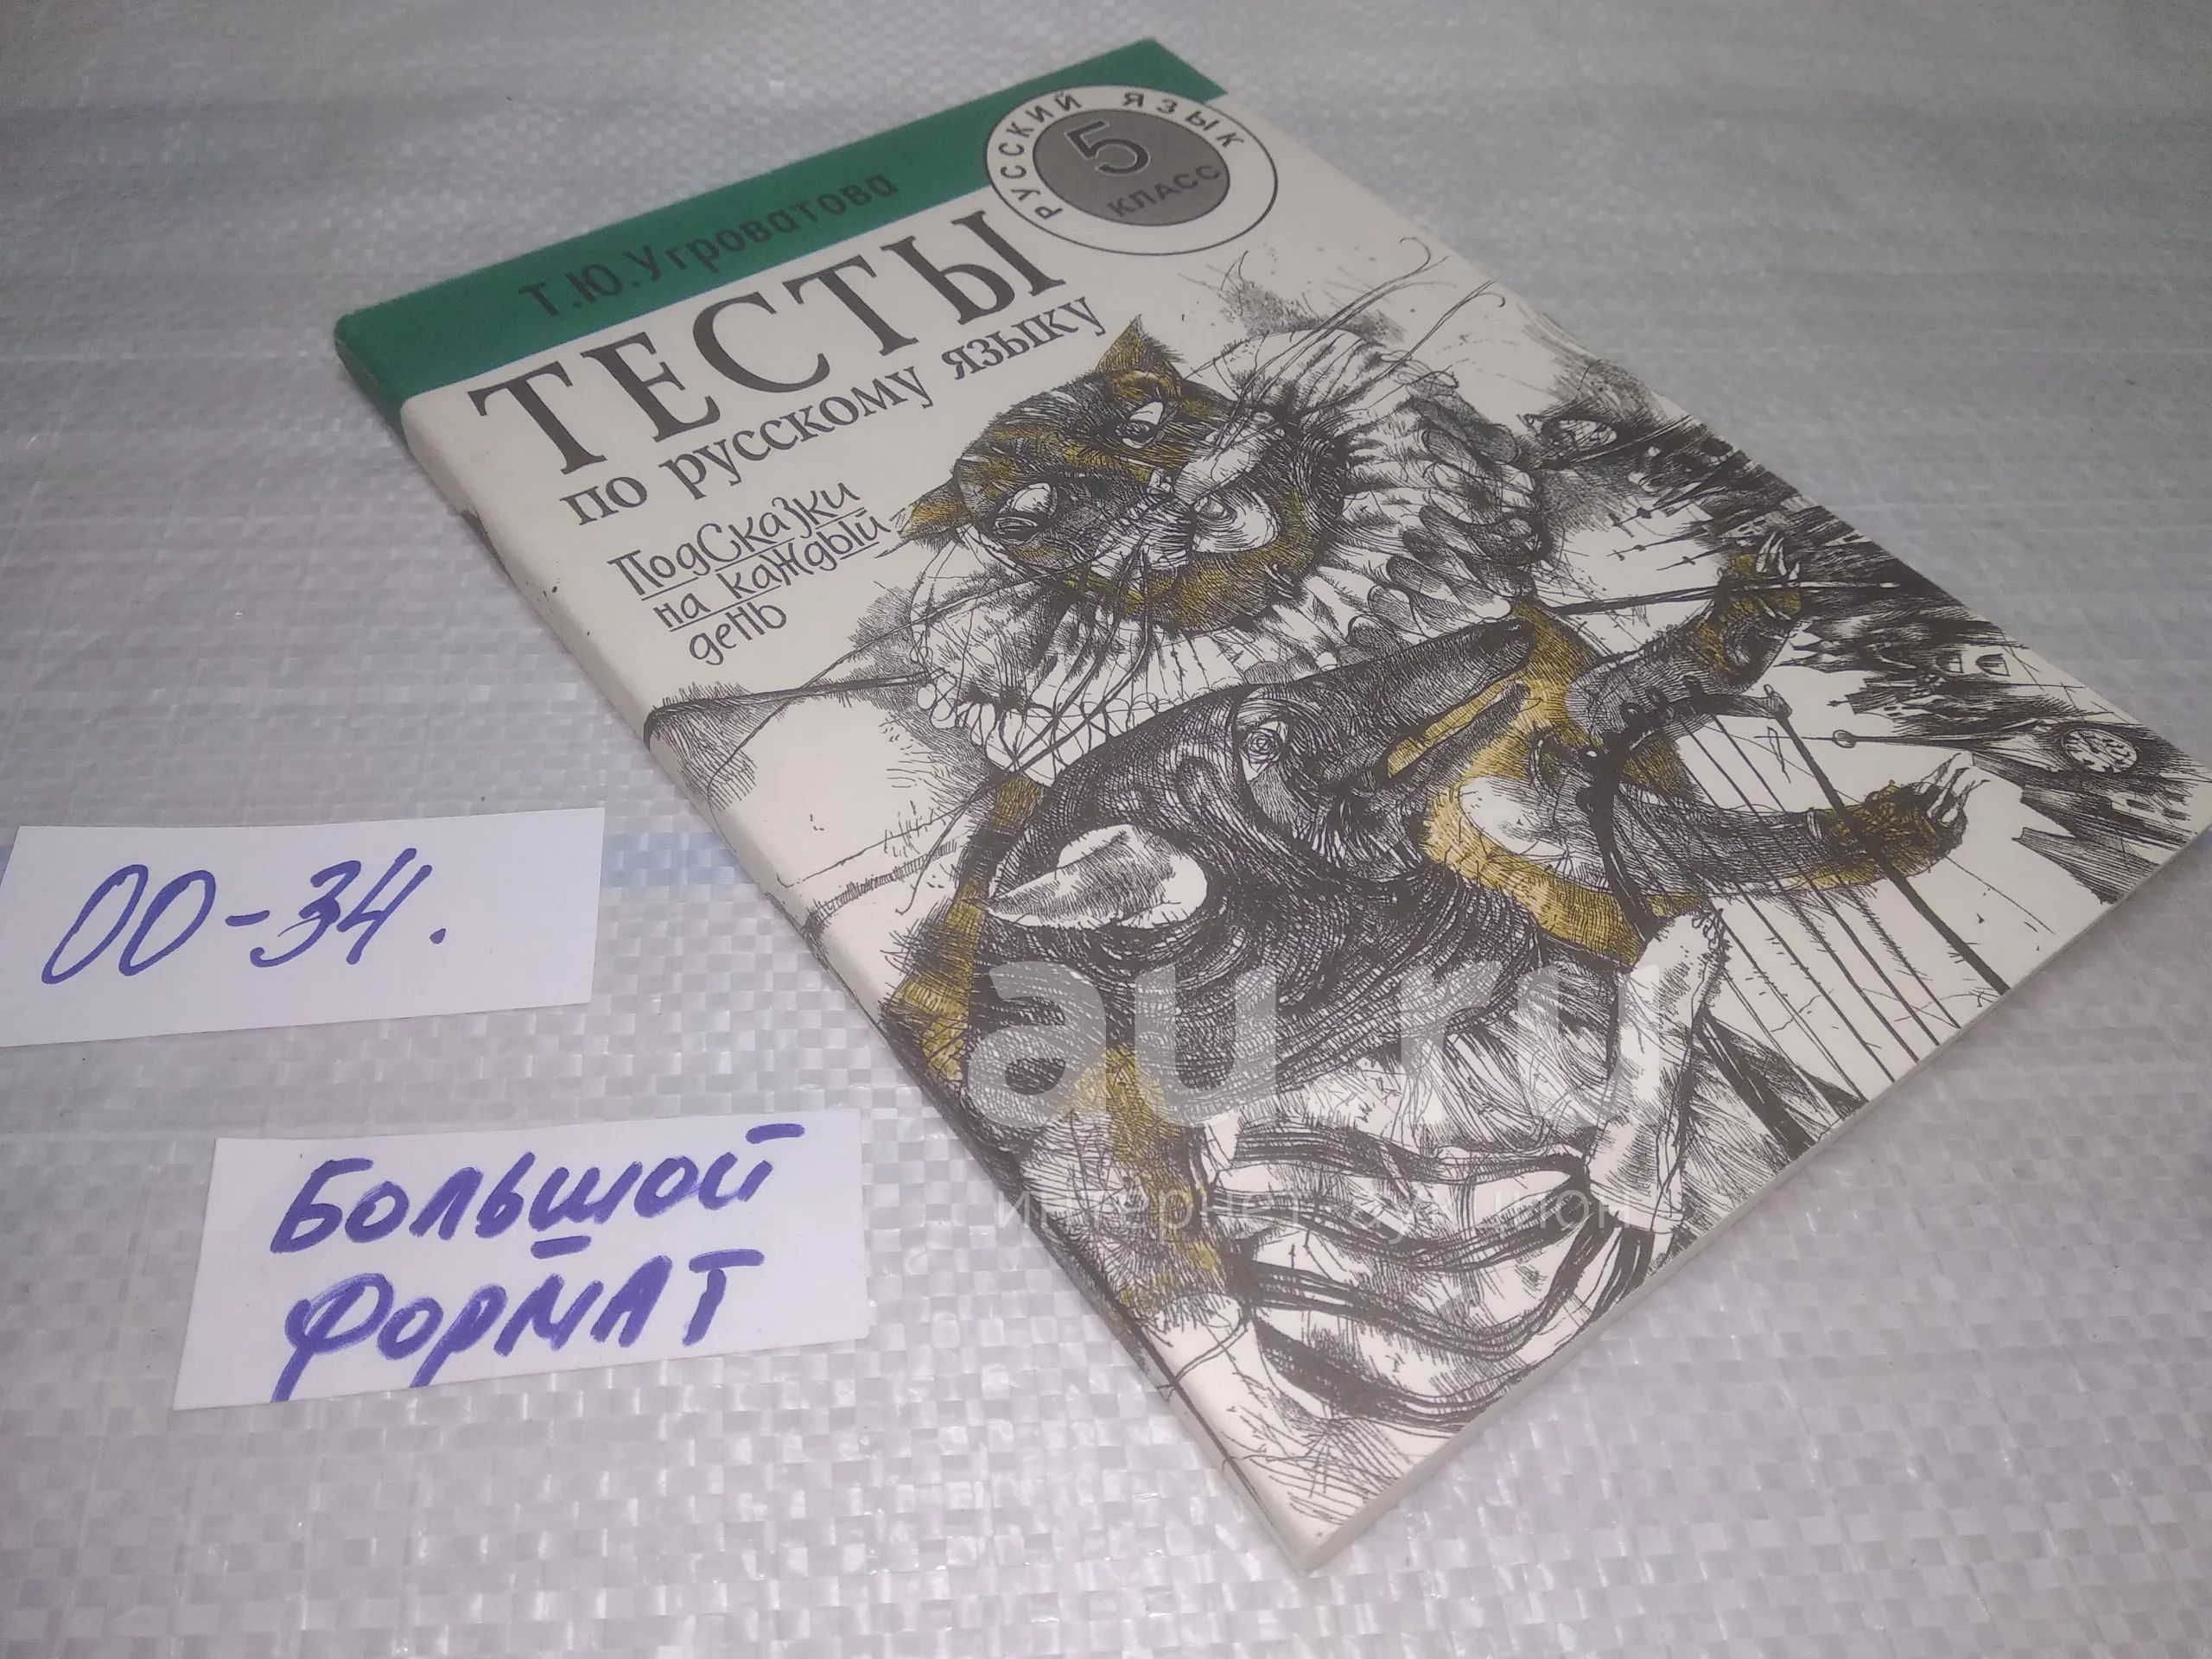 Т.Ю.Угроватова
РУССКИЙ ЯЗЫК
5
КЛАСС
ТЕСТЫ
по русскому языку
ПодСказки
на каждый
день
ОО-34.
БОЛЬШОЙ
ФОРМАТ
au.ru
интернет-аукцион